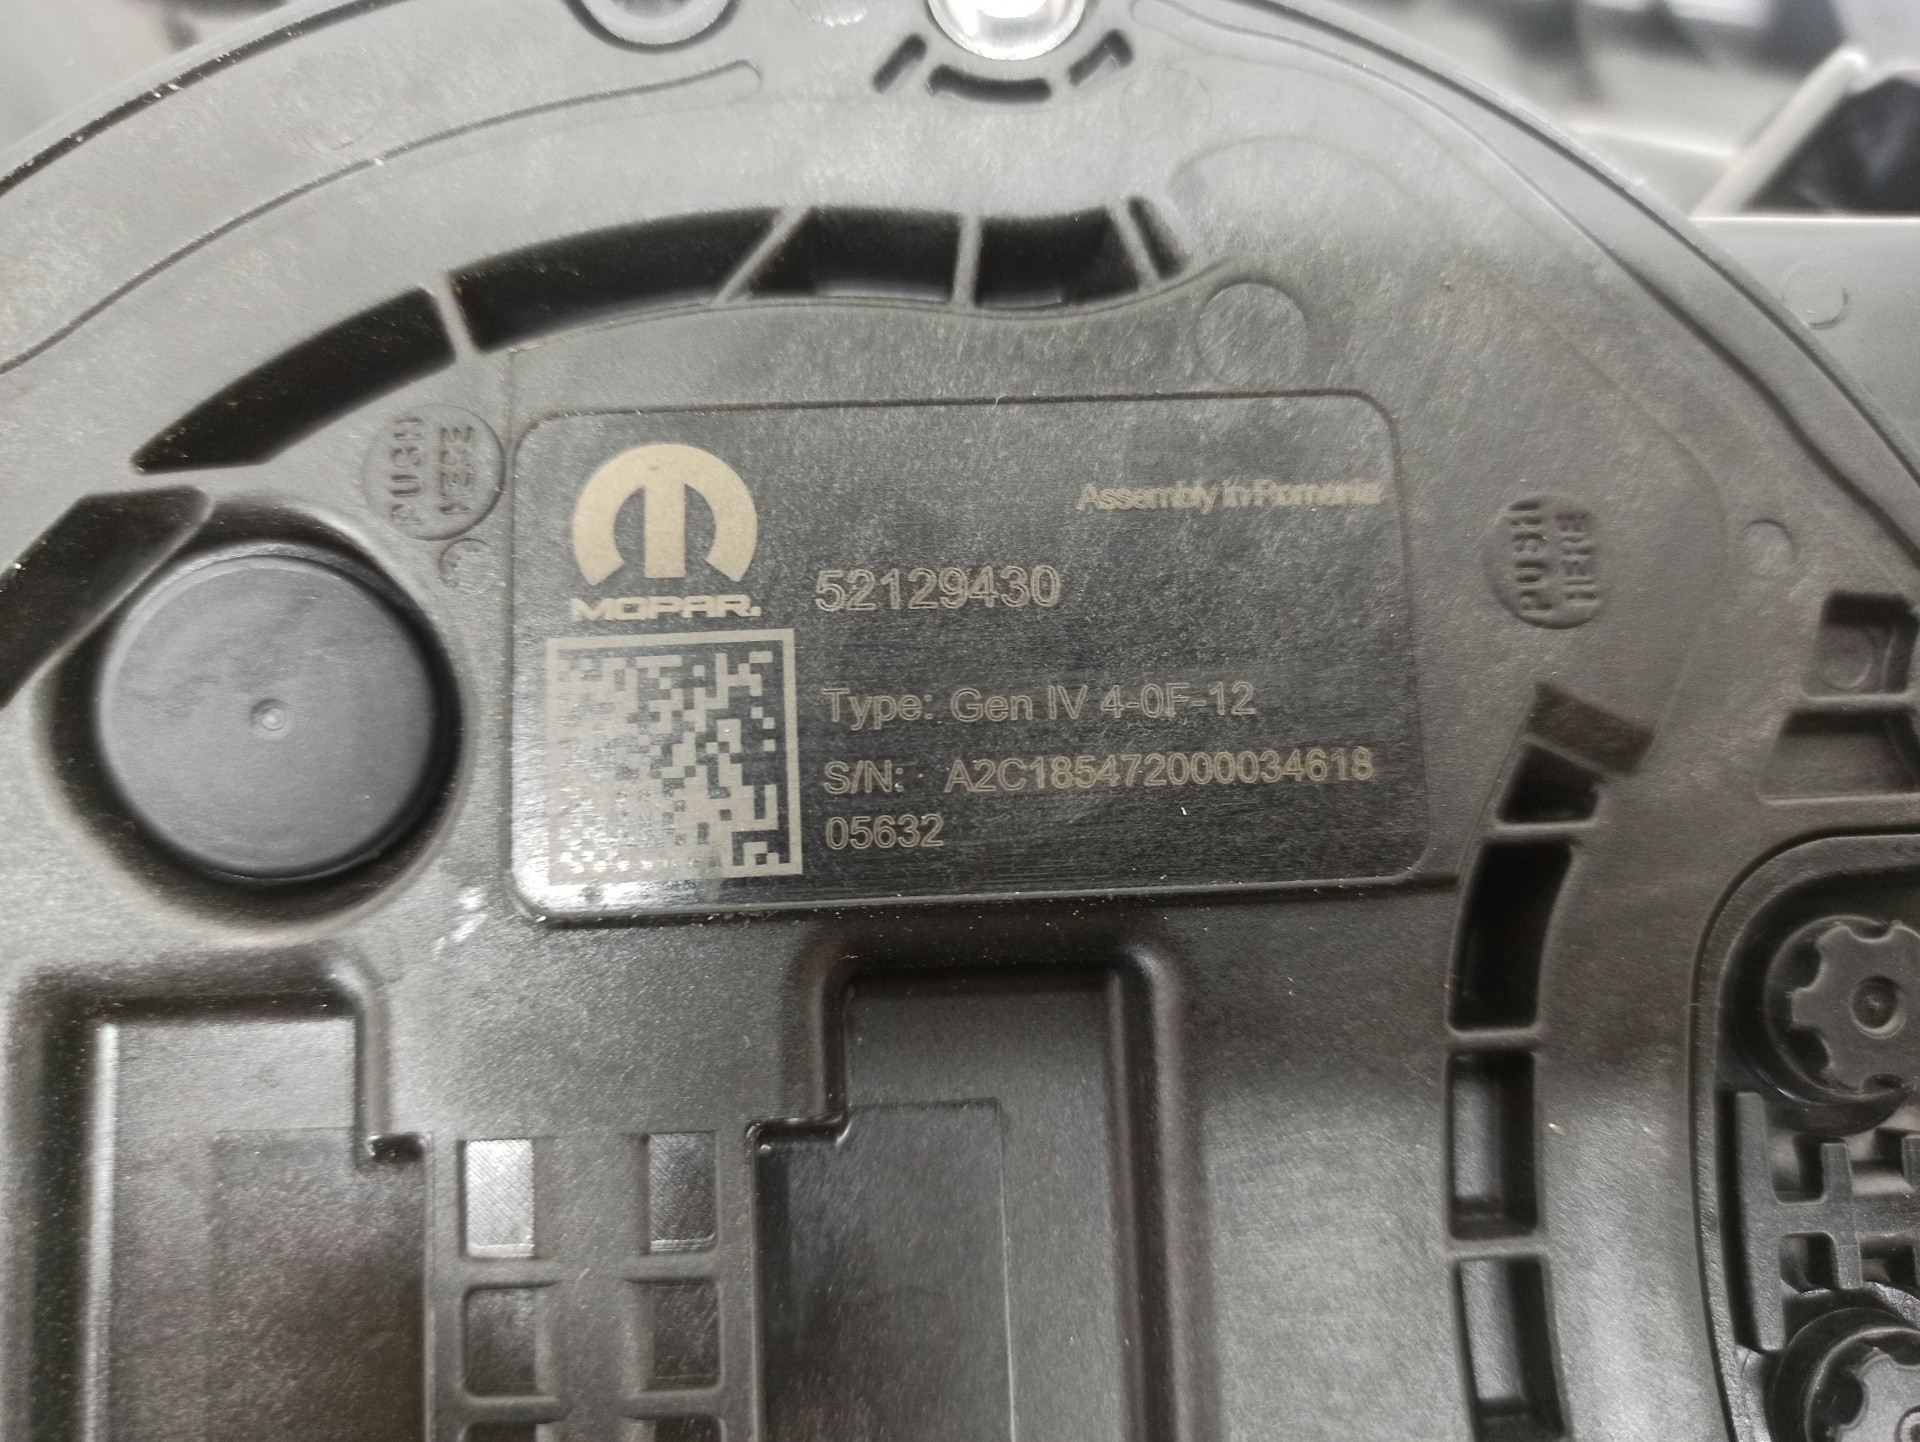 PUSH
HERE
MOPAR.
Assembly in Romania
52129430
Type: Gen IV 4-0F-12
S/N: A2C185472000034618
05632
PUSH
HERE